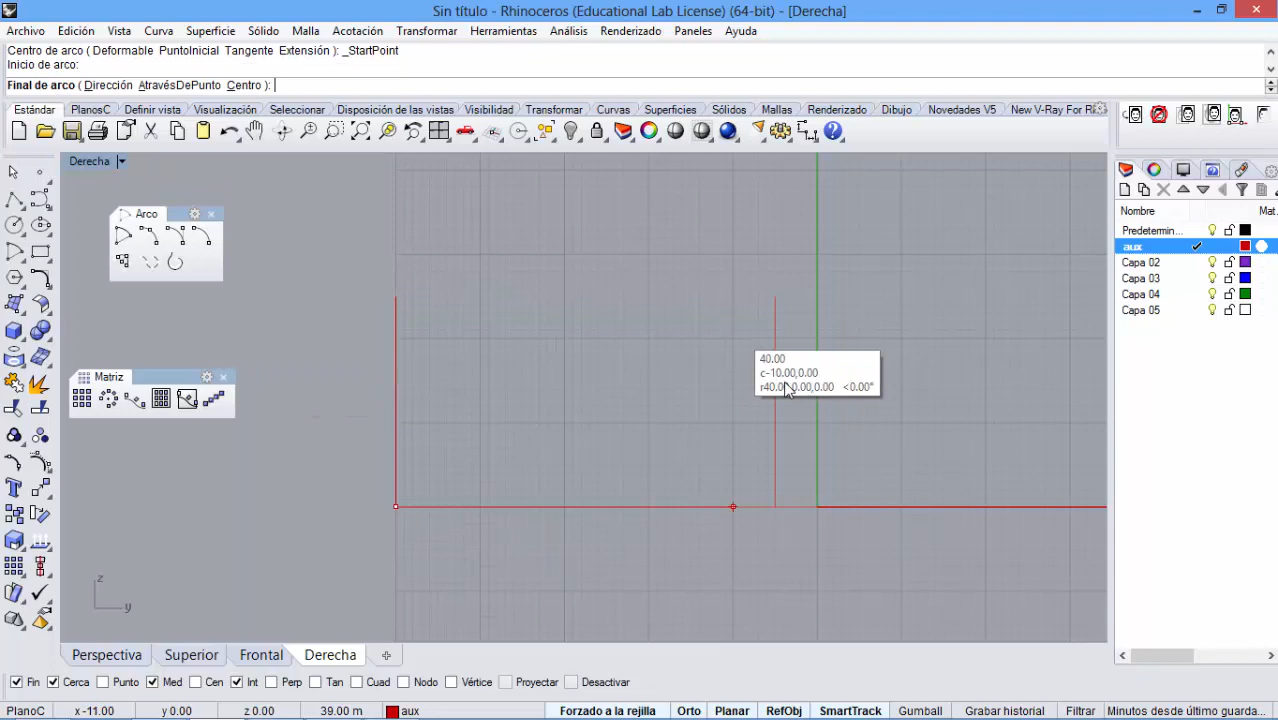 Sin título - Rhinoceros (Educational Lab License) (64-bit) - [Derecha]
Archivo Edición Vista Curva Superficie Sólido Malla Acotación Transformar Herramientas Análisis Renderizado Paneles Ayuda
Centro de arco ( Deformable PuntoInicial Tangente Extensión ): _StartPoint
Inicio de arco:
Final de arco ( Dirección AtravésDePunto Centro ):
Estándar PlanosC Definir vista Visualización Seleccionar Disposición de las vistas Visibilidad Transformar Curvas Superficies Sólidos Mallas Renderizado Dibujo Novedades V5 New V-Ray For R
Derecha
Arco
Matriz
Nombre Mat
Predetermin...
aux
Capa 02
Capa 03
Capa 04
Capa 05
40.00
c-10.00,0.00
<0.00°
z
y
Perspectiva Superior Frontal Derecha
Fin Cerca Punto Med Cen Int Perp Tan Cuad Nodo Vértice Proyectar Desactivar
PlanoC x -11.00 y 0.00 z 0.00 39.00 m aux Forzado a la rejilla Orto Planar RefObj SmartTrack Gumball Grabar historial Filtrar Minutos desde último guarda...